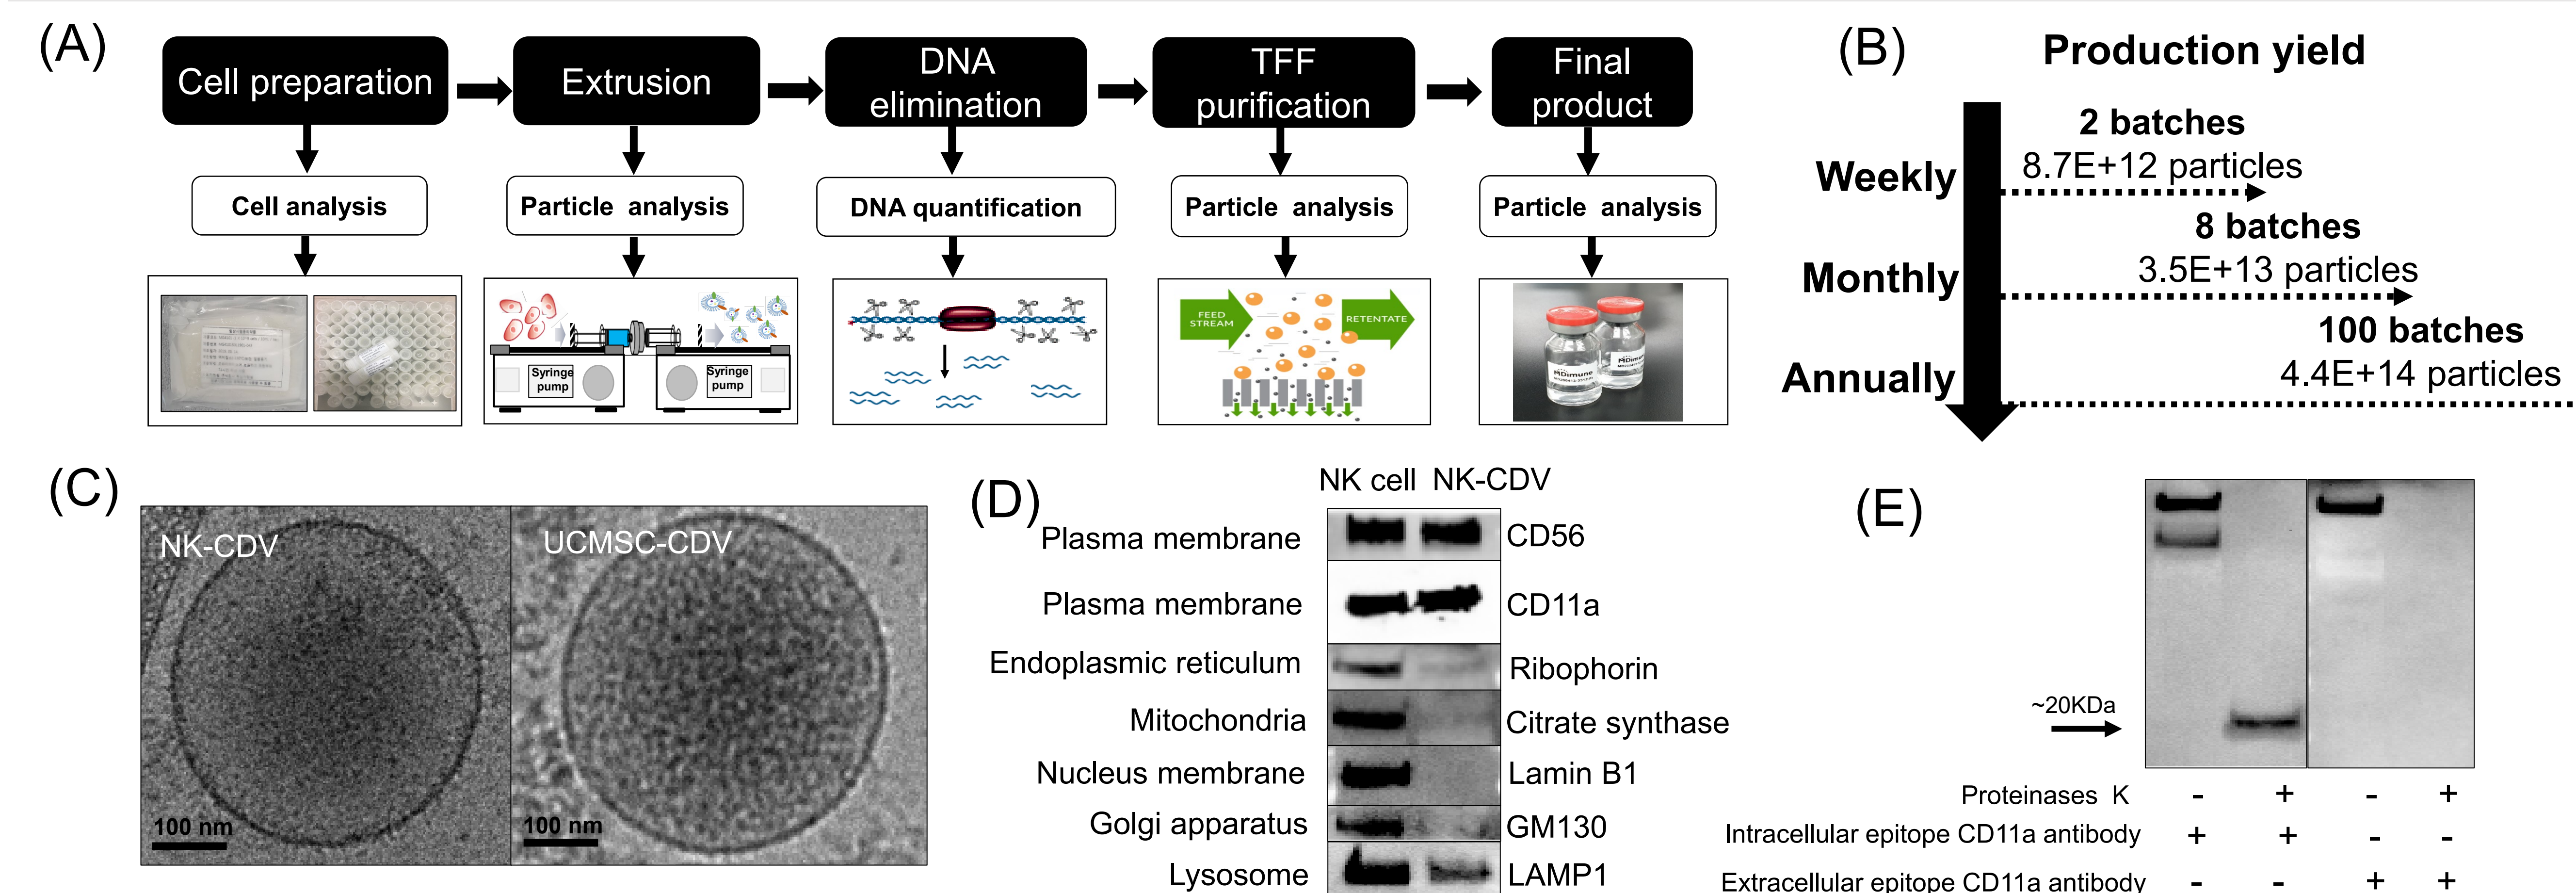 (A)
Cell preparation
Extrusion
DNA
elimination
TFF
purification
Final
product
Cell analysis
Particle analysis
DNA quantification
Particle analysis
Particle analysis
Syringe
pump
Syringe
pump
FEED
STREAM
RETENTATE
MDimune
MDimune
(B)
Production yield
2 batches
Weekly
8.7E+12 particles
8 batches
Monthly
3.5E+13 particles
100 batches
Annually
4.4E+14 particles
(C)
NK-CDV
UCMSC-CDV
100 nm
100 nm
(D)
NK cell NK-CDV
Plasma membrane CD56
Plasma membrane CD11a
Endoplasmic reticulum Ribophorin
Mitochondria Citrate synthase
Nucleus membrane Lamin B1
Golgi apparatus GM130
Lysosome LAMP1
(E)
~20KDa
Proteinases K - + - +
Intracellular epitope CD11a antibody + + - -
Extracellular epitope CD11a antibody - - + +